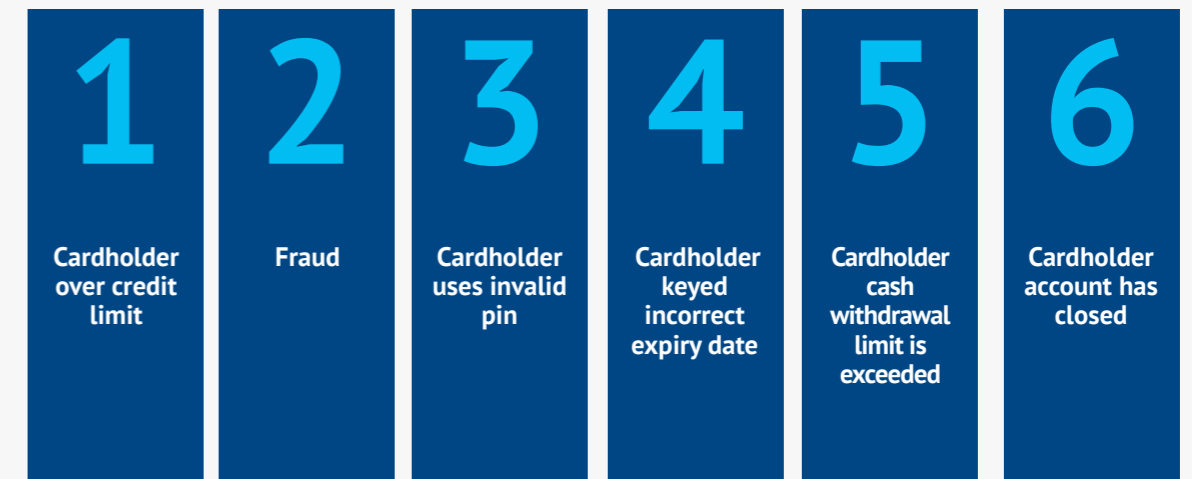 1
Cardholder
over credit
limit
2
Fraud
3
Cardholder
uses invalid
pin
4
Cardholder
keyed
incorrect
expiry date
5
Cardholder
cash
withdrawal
limit is
exceeded
6
Cardholder
account has
closed